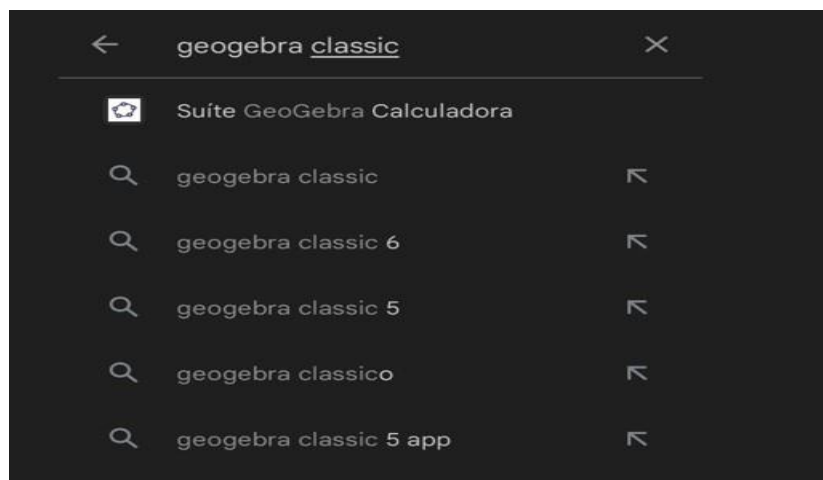 geogebra classic
Suíte GeoGebra Calculadora
geogebra classic
geogebra classic 6
geogebra classic 5
geogebra classico
geogebra classic 5 app